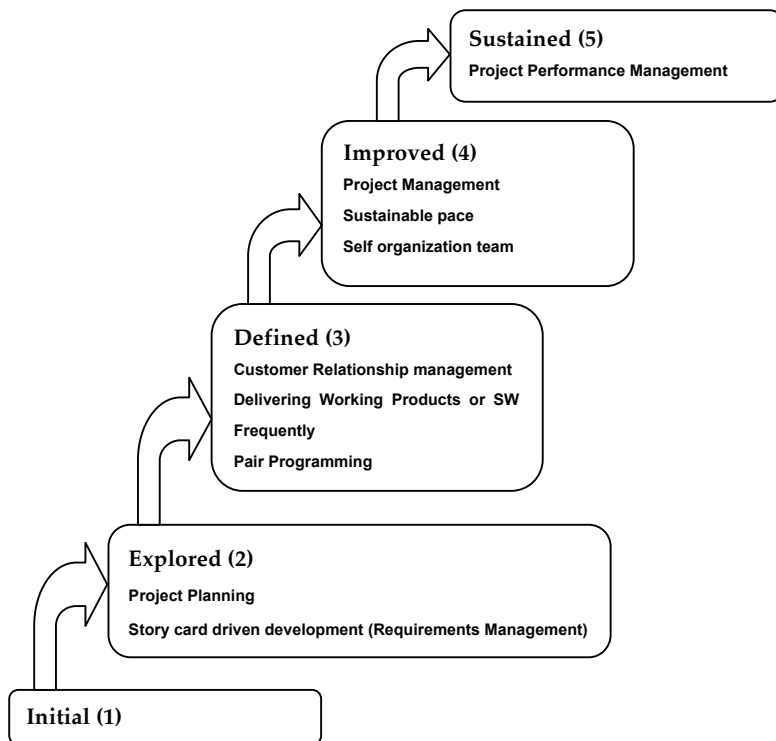 Sustained (5)
Project Performance Management
Improved (4)
Project Management
Sustainable pace
Self organization team
Defined (3)
Customer Relationship management
Delivering Working Products or SW
Frequently
Pair Programming
Explored (2)
Project Planning
Story card driven development (Requirements Management)
Initial (1)